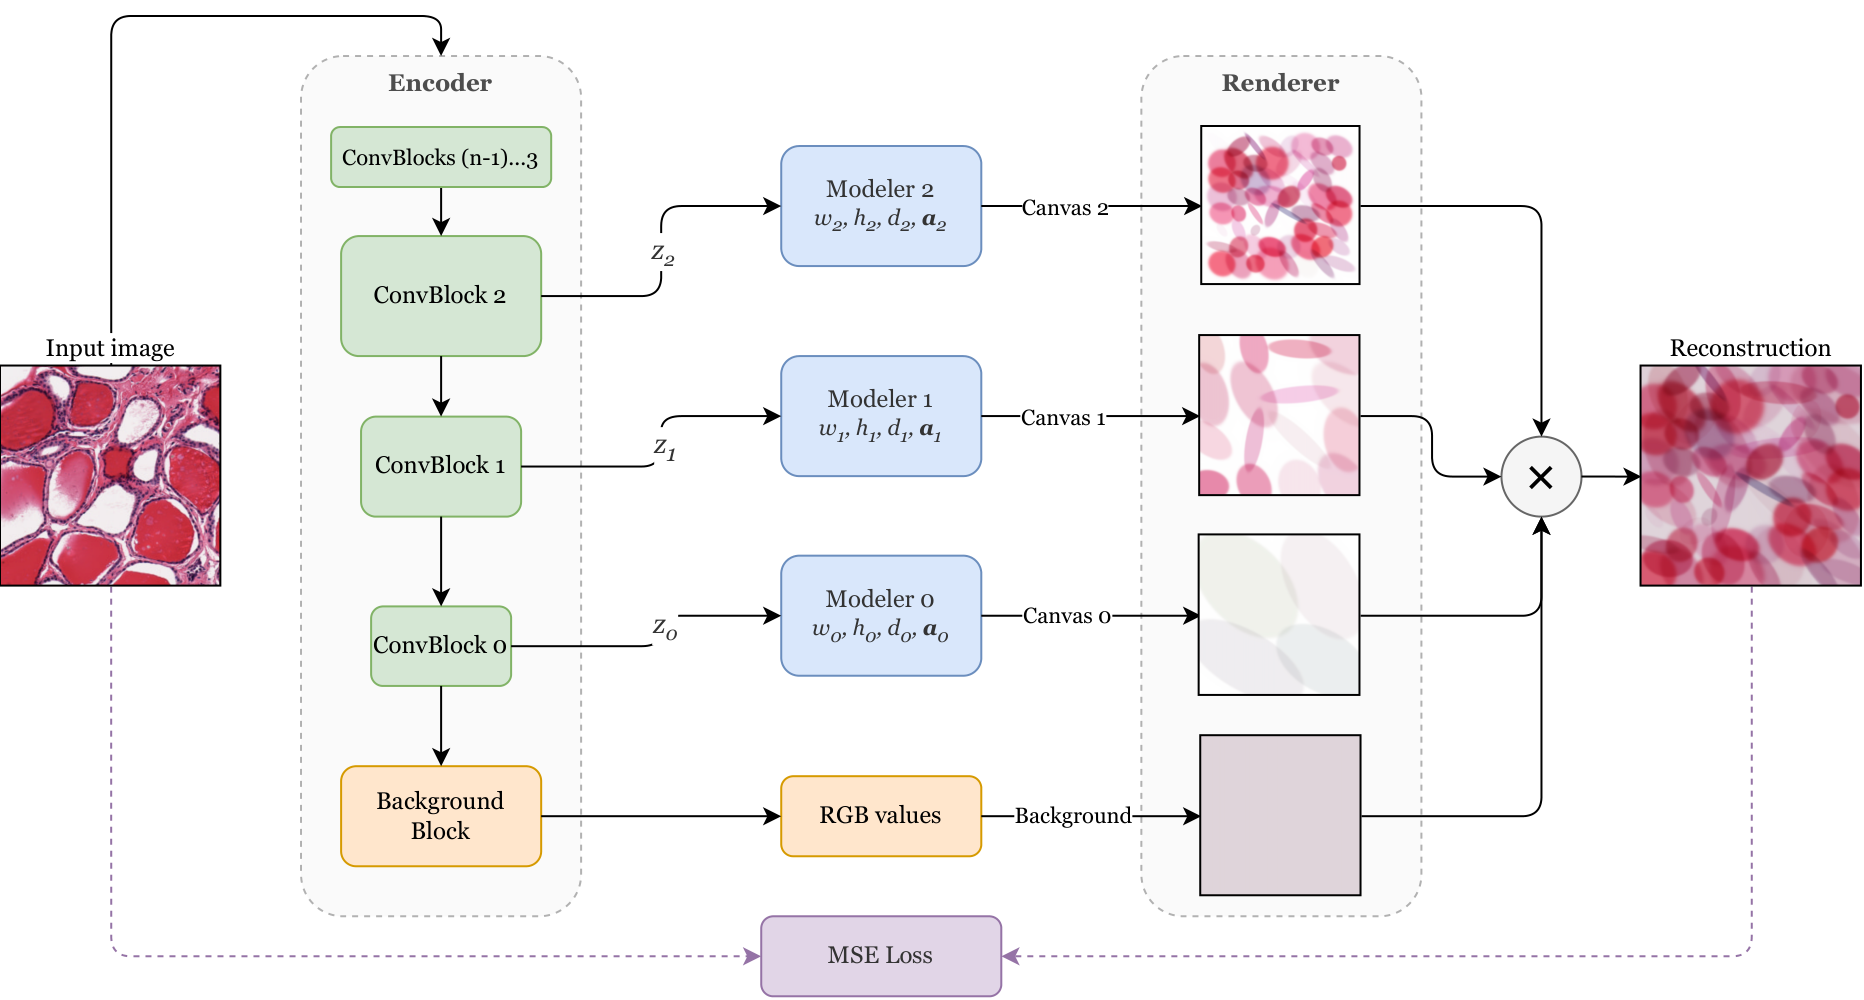 Encoder
Renderer
ConvBlocks (n-1)...3
Modeler 2
w₂, h₂, d₂, a₂
Canvas 2
z₂
ConvBlock 2
Input image
Reconstruction
Modeler 1
w₁, h₁, d₁, a₁
Canvas 1
z₁
ConvBlock 1
×
Modeler 0
w₀, h₀, d₀, a₀
Canvas 0
z₀
ConvBlock 0
Background
Block
RGB values
Background
MSE Loss